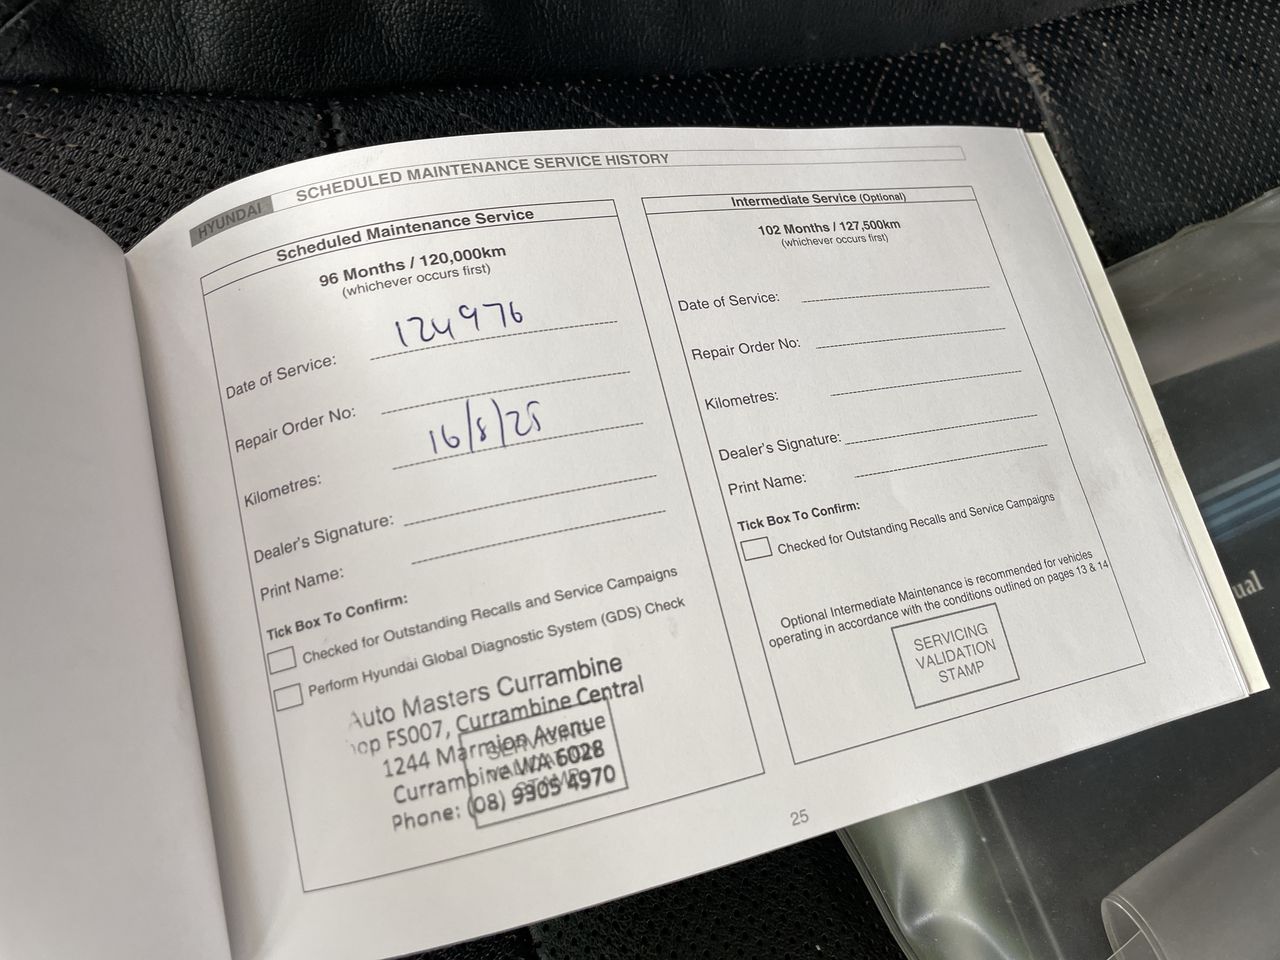 HYUNDAI
SCHEDULED MAINTENANCE SERVICE HISTORY
Scheduled Maintenance Service
96 Months / 120,000km
(whichever occurs first)
Date of Service: 124976
Repair Order No:
Kilometres: 16/8/25
Dealer's Signature:
Print Name:
Tick Box To Confirm:
Checked for Outstanding Recalls and Service Campaigns
Perform Hyundai Global Diagnostic System (GDS) Check
Auto Masters Currambine
hop FS007, Currambine Central
1244 Marmion Avenue
Currambine WA 6028
Phone: (08) 9305 4970
SERVICING
VALIDATION
STAMP
Intermediate Service (Optional)
102 Months / 127,500km
(whichever occurs first)
Date of Service:
Repair Order No:
Kilometres:
Dealer's Signature:
Print Name:
Tick Box To Confirm:
Checked for Outstanding Recalls and Service Campaigns
Optional Intermediate Maintenance is recommended for vehicles
operating in accordance with the conditions outlined on pages 13 & 14
SERVICING
VALIDATION
STAMP
25
ual